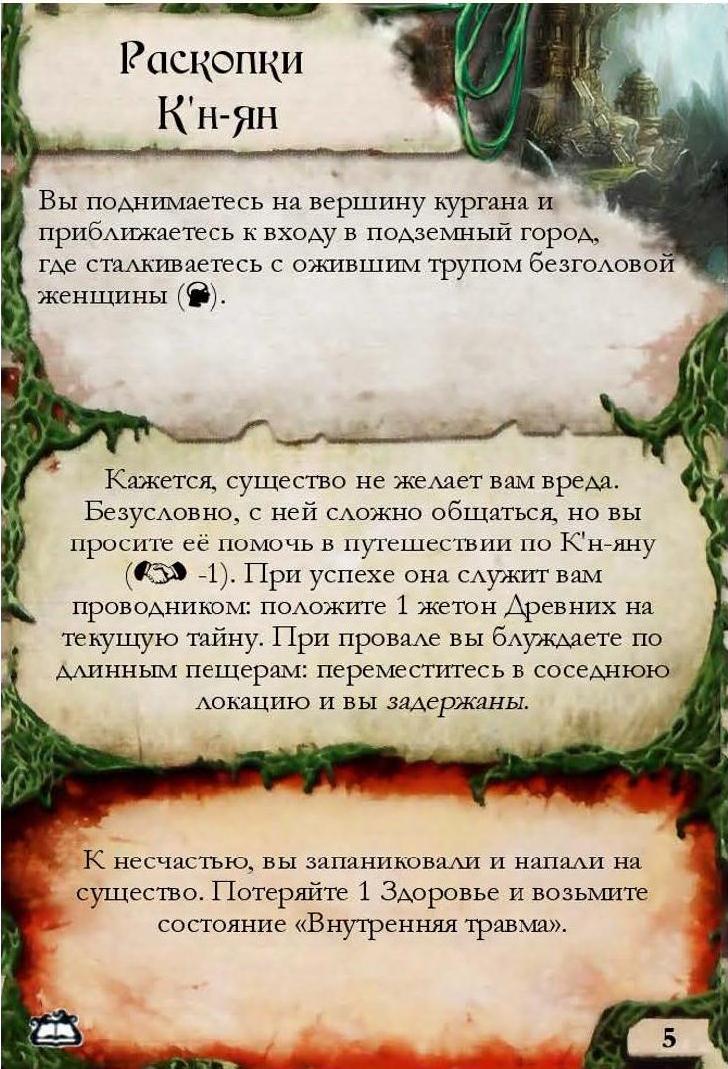 Раскопки
К'н-ян
Вы поднимаетесь на вершину кургана и
приближаетесь к входу в подземный город,
где сталкиваетесь с ожившим трупом безголовой
женщины ( ).
Кажется, существо не желает вам вреда.
Безусловно, с ней сложно общаться, но вы
просите её помочь в путешествии по К'н-яну
( -1). При успехе она служит вам
проводником: положите 1 жетон Древних на
текущую тайну. При провале вы блуждаете по
длинным пещерам: переместитесь в соседнюю
локацию и вы задержаны.
К несчастью, вы запаниковали и напали на
существо. Потеряйте 1 Здоровье и возьмите
состояние «Внутренняя травма».
5